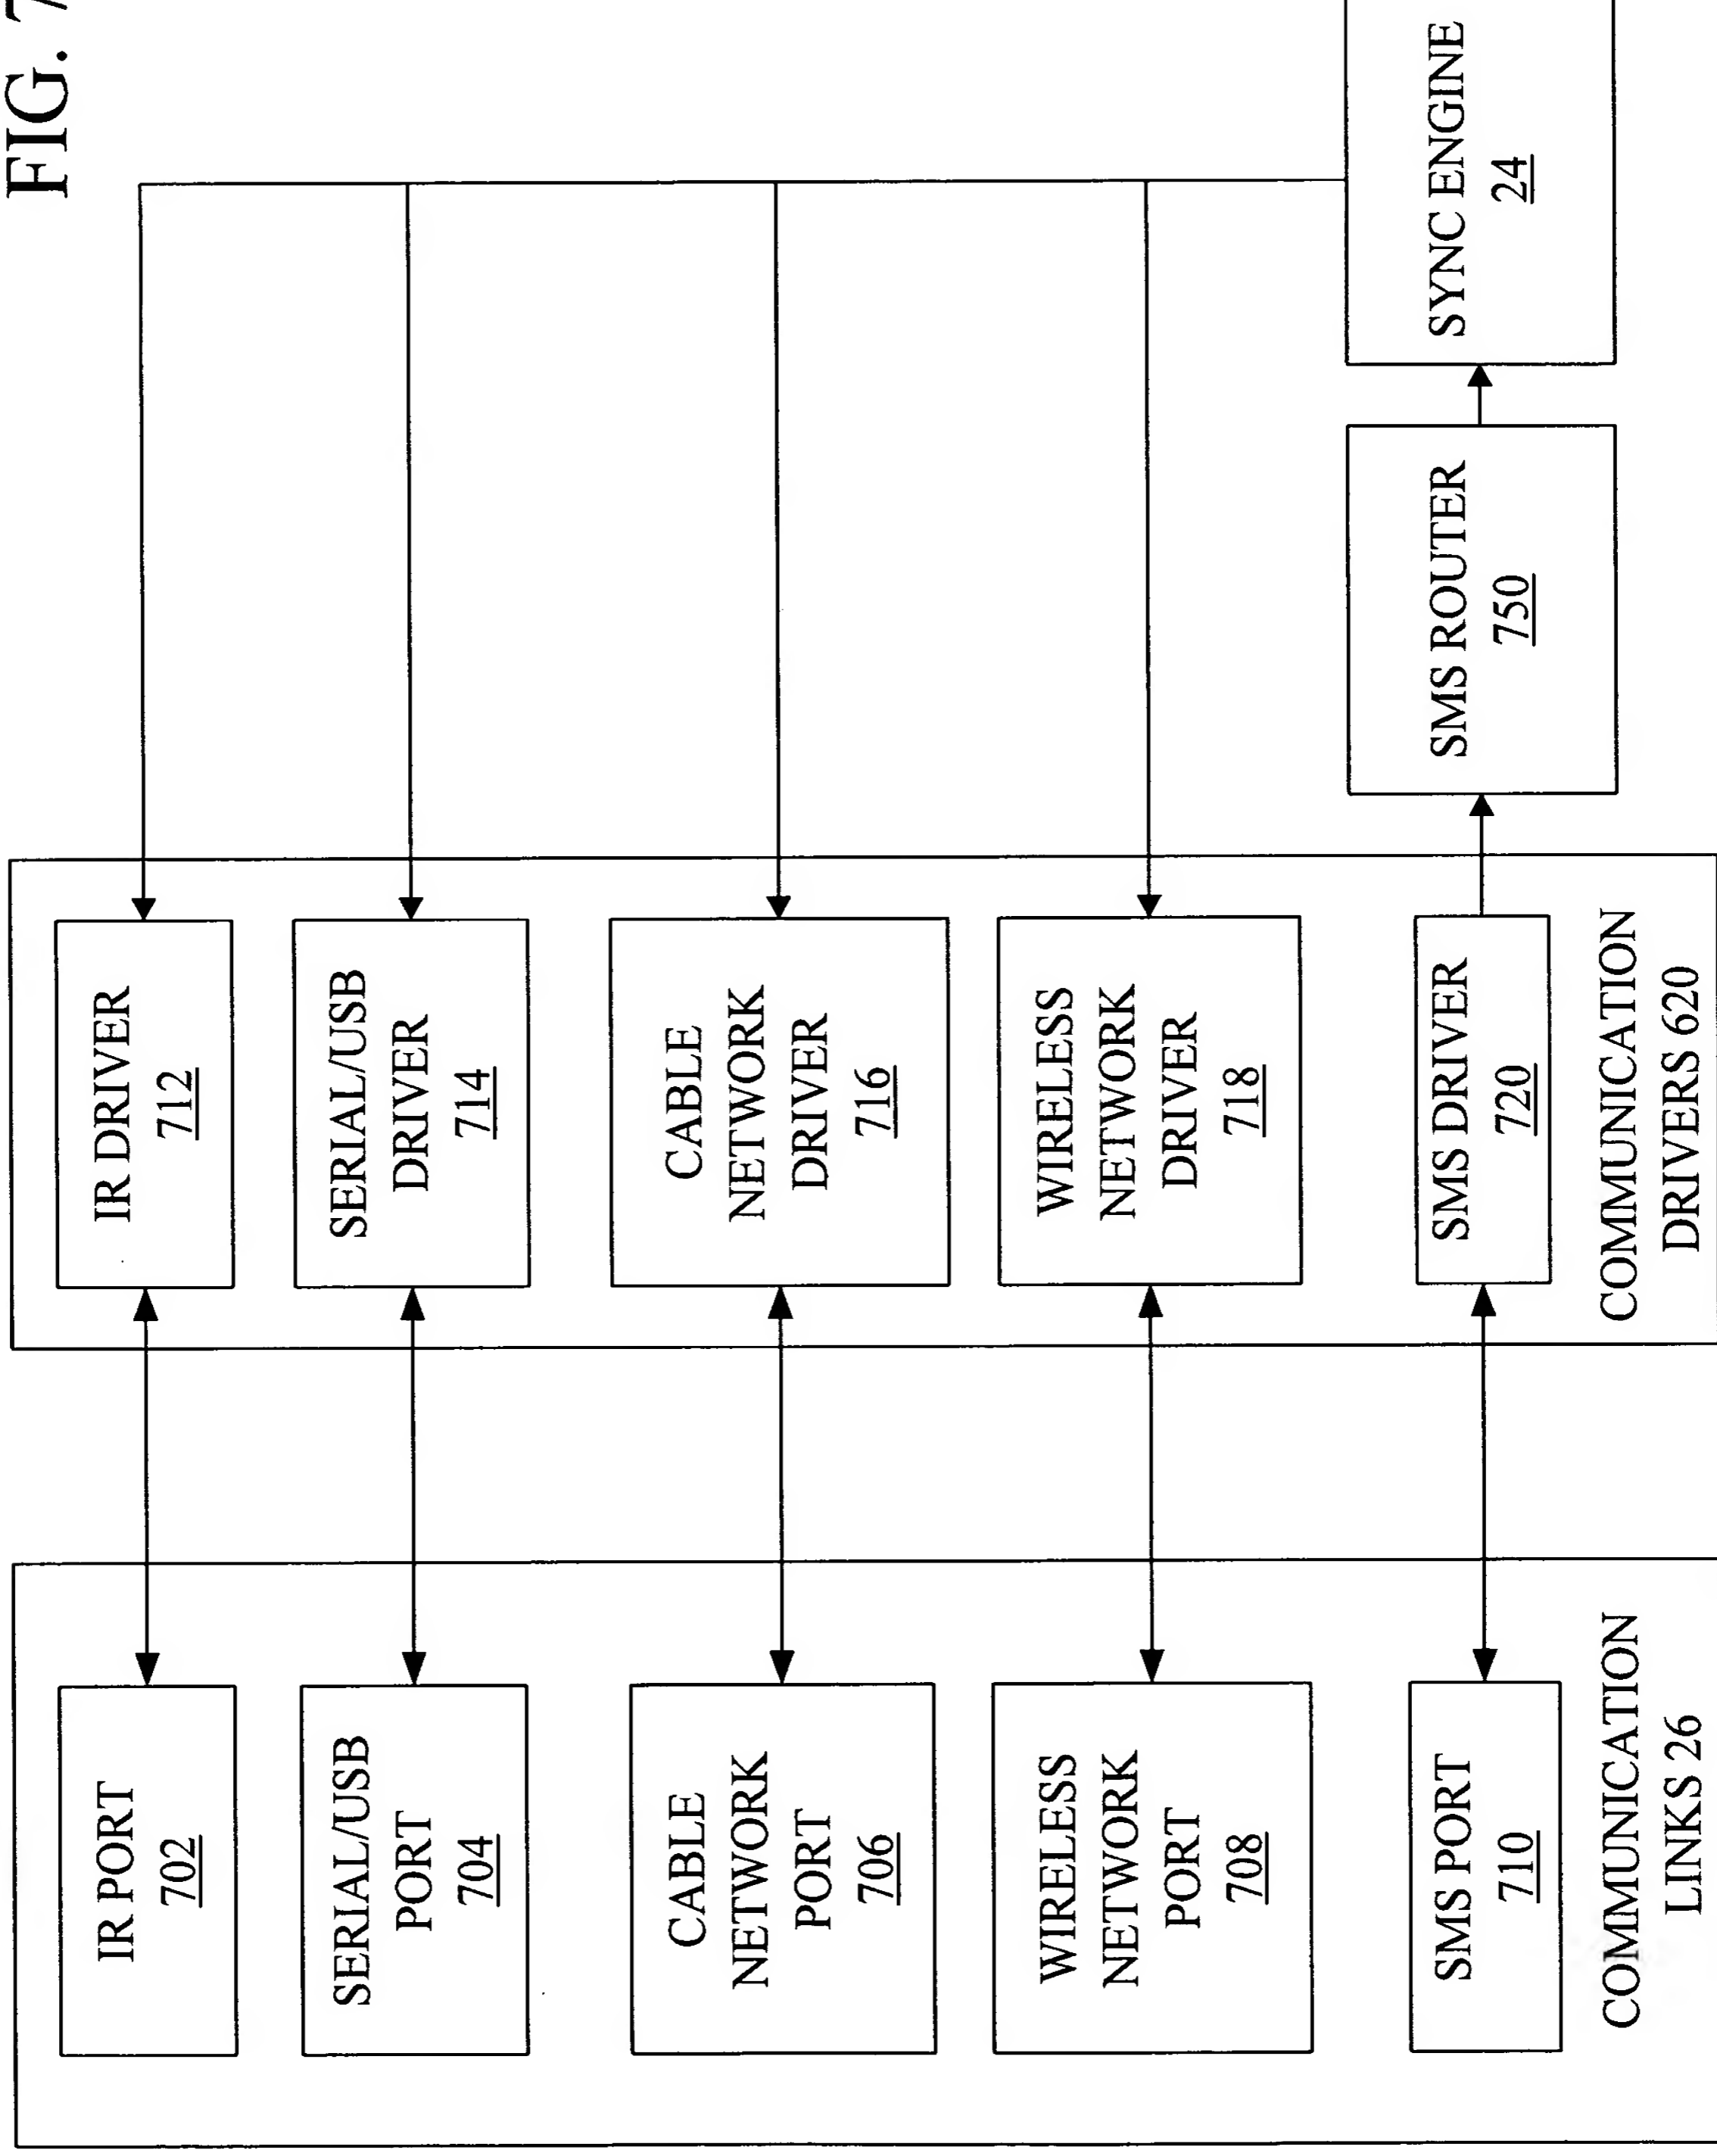 FIG. 7
IR PORT
702
SERIAL/USB
PORT
704
CABLE
NETWORK
PORT
706
WIRELESS
NETWORK
PORT
708
SMS PORT
710
COMMUNICATION
LINKS 26
IR DRIVER
712
SERIAL/USB
DRIVER
714
CABLE
NETWORK
DRIVER
716
WIRELESS
NETWORK
DRIVER
718
SMS DRIVER
720
COMMUNICATION
DRIVERS 620
SMS ROUTER
750
SYNC ENGINE
24